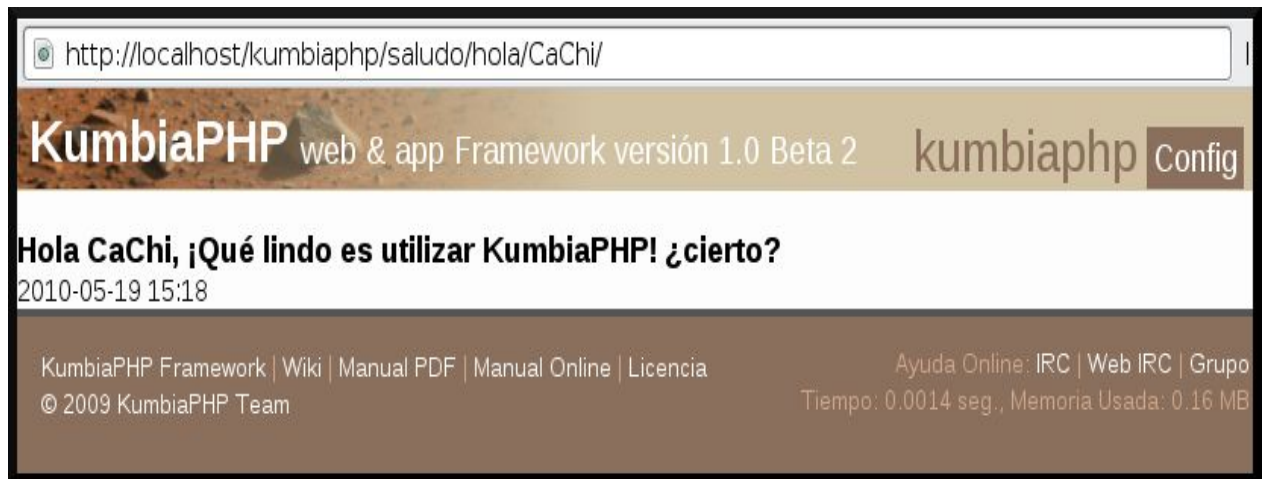 http://localhost/kumbiaphp/saludo/hola/CaChi/
KumbiaPHP web & app Framework versión 1.0 Beta 2 kumbiaphp Config
Hola CaChi, ¡Qué lindo es utilizar KumbiaPHP! ¿cierto?
2010-05-19 15:18
KumbiaPHP Framework | Wiki | Manual PDF | Manual Online | Licencia
© 2009 KumbiaPHP Team
Ayuda Online: IRC | Web IRC | Grupo
Tiempo: 0.0014 seg., Memoria Usada: 0.16 MB